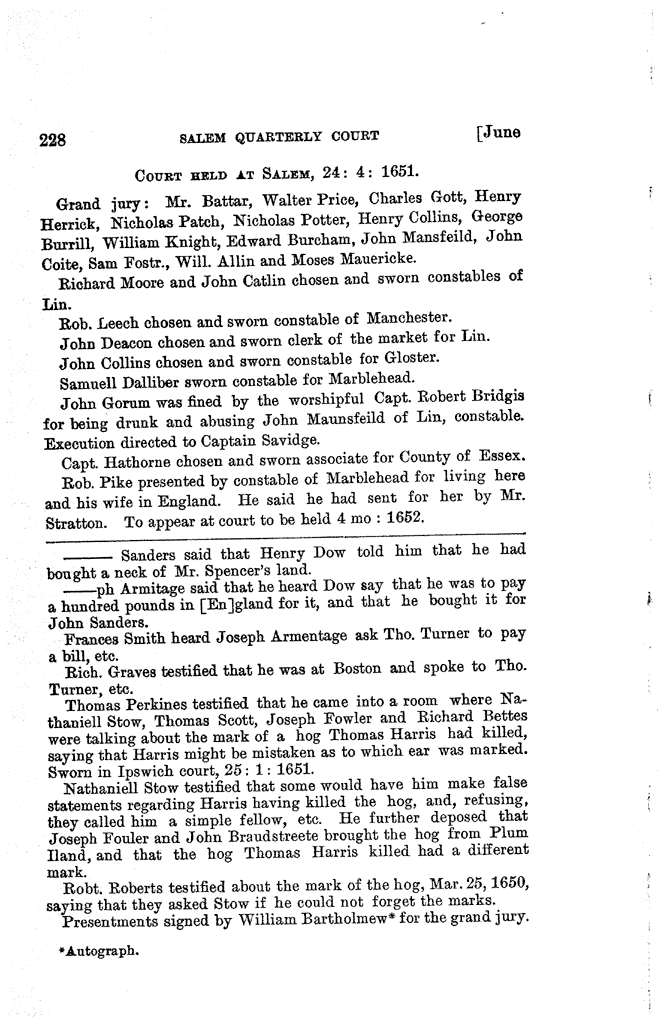 228 SALEM QUARTERLY COURT [June
COURT HELD AT SALEM, 24: 4: 1651.
Grand jury: Mr. Battar, Walter Price, Charles Gott, Henry
Herrick, Nicholas Patch, Nicholas Potter, Henry Collins, George
Burrill, William Knight, Edward Burcham, John Mansfeild, John
Coite, Sam Fostr., Will. Allin and Moses Mauericke.
Richard Moore and John Catlin chosen and sworn constables of
Lin.
Rob. Leech chosen and sworn constable of Manchester.
John Deacon chosen and sworn clerk of the market for Lin.
John Collins chosen and sworn constable for Gloster.
Samuell Dalliber sworn constable for Marblehead.
John Gorum was fined by the worshipful Capt. Robert Bridgis
for being drunk and abusing John Maunsfeild of Lin, constable.
Execution directed to Captain Savidge.
Capt. Hathorne chosen and sworn associate for County of Essex.
Rob. Pike presented by constable of Marblehead for living here
and his wife in England. He said he had sent for her by Mr.
Stratton. To appear at court to be held 4 mo : 1652.
——— Sanders said that Henry Dow told him that he had
bought a neck of Mr. Spencer's land.
——ph Armitage said that he heard Dow say that he was to pay
a hundred pounds in [En]gland for it, and that he bought it for
John Sanders.
Frances Smith heard Joseph Armentage ask Tho. Turner to pay
a bill, etc.
Rich. Graves testified that he was at Boston and spoke to Tho.
Turner, etc.
Thomas Perkines testified that he came into a room where Na-
thaniell Stow, Thomas Scott, Joseph Fowler and Richard Bettes
were talking about the mark of a hog Thomas Harris had killed,
saying that Harris might be mistaken as to which ear was marked.
Sworn in Ipswich court, 25: 1: 1651.
Nathaniell Stow testified that some would have him make false
statements regarding Harris having killed the hog, and, refusing,
they called him a simple fellow, etc. He further deposed that
Joseph Fouler and John Braudstreete brought the hog from Plum
Iland, and that the hog Thomas Harris killed had a different
mark.
Robt. Roberts testified about the mark of the hog, Mar. 25, 1650,
saying that they asked Stow if he could not forget the marks.
Presentments signed by William Bartholmew* for the grand jury.
*Autograph.